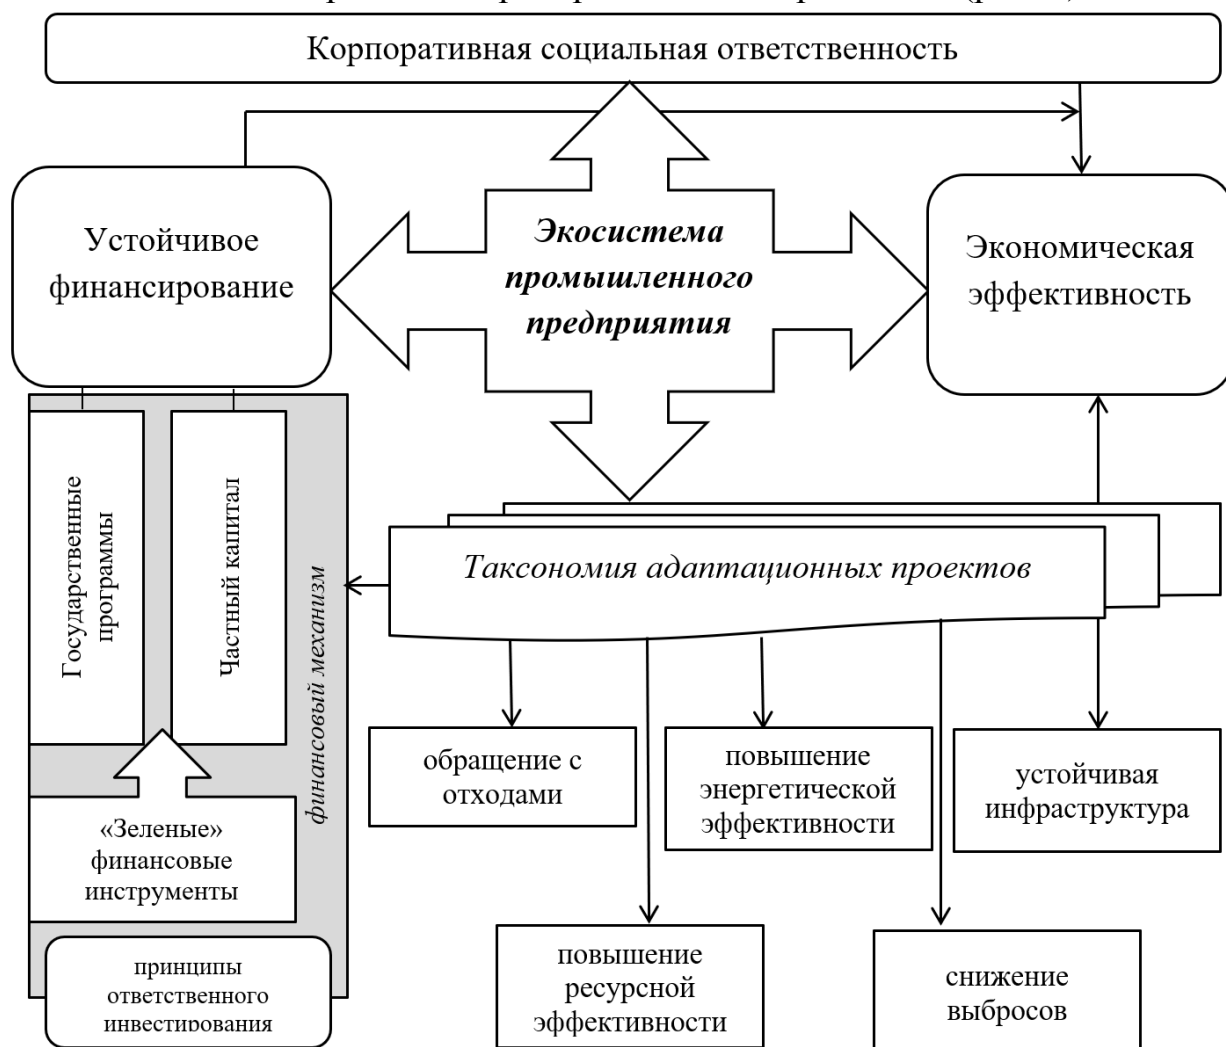 Корпоративная социальная ответственность
Устойчивое
финансирование
Экосистема
промышленного
предприятия
Экономическая
эффективность
Государственные
программы
Частный капитал
финансовый механизм
Таксономия адаптационных проектов
«Зеленые»
финансовые
инструменты
обращение с
отходами
повышение
энергетической
эффективности
устойчивая
инфраструктура
принципы
ответственного
инвестирования
повышение
ресурсной
эффективности
снижение
выбросов